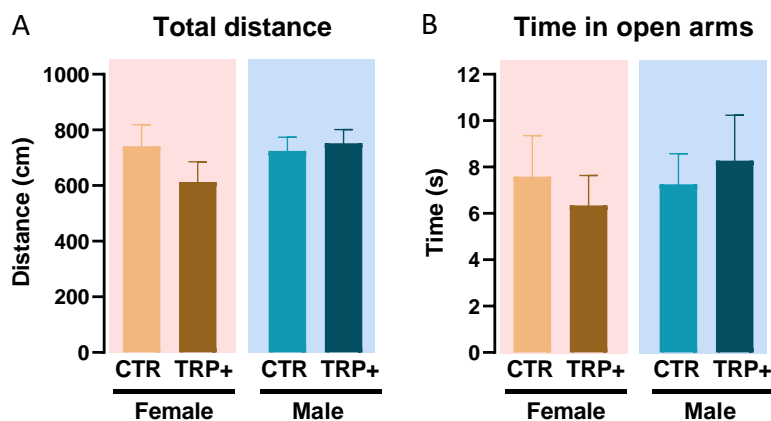 A
Total distance
Distance (cm)
1000
800
600
400
200
0
CTR TRP+ CTR TRP+
Female Male
B
Time in open arms
Time (s)
12
10
8
6
4
2
0
CTR TRP+ CTR TRP+
Female Male